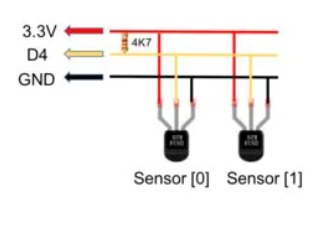 3.3V
4K7
D4
GND
Sensor [0] Sensor [1]